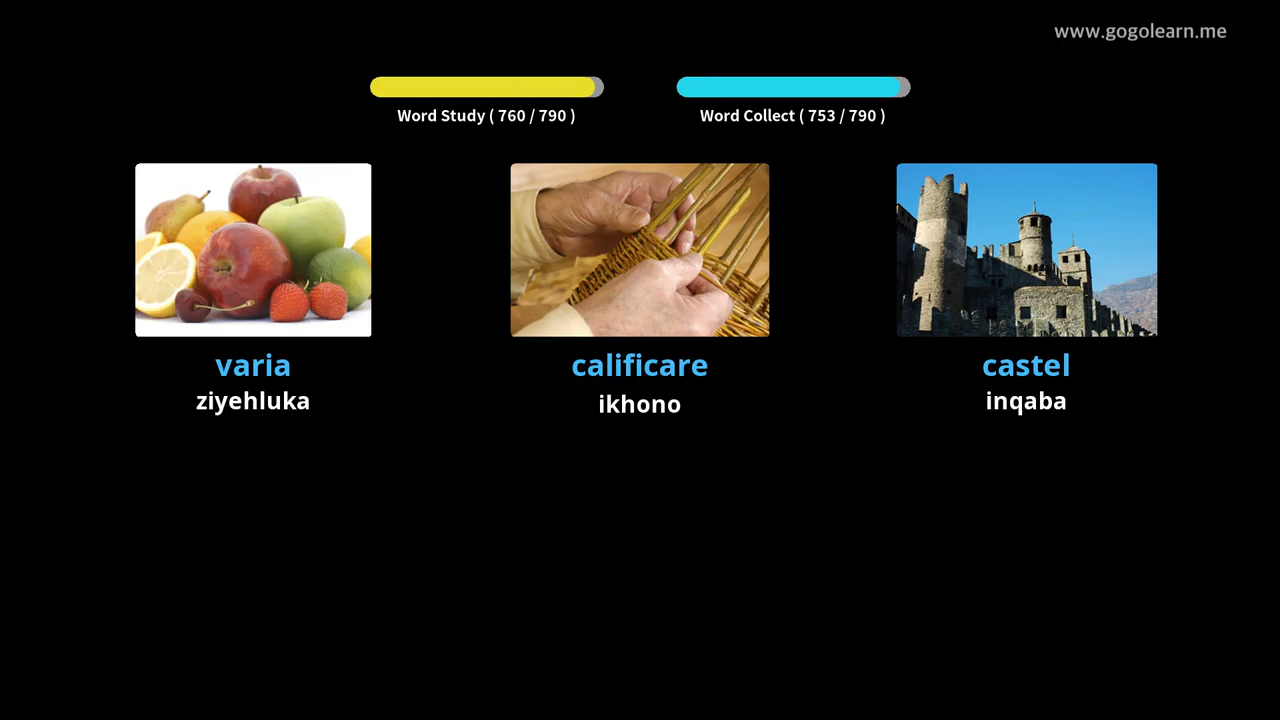 www.gogolearn.me
Word Study ( 760 / 790 )
Word Collect ( 753 / 790 )
varia
ziyehluka
calificare
ikhono
castel
inqaba